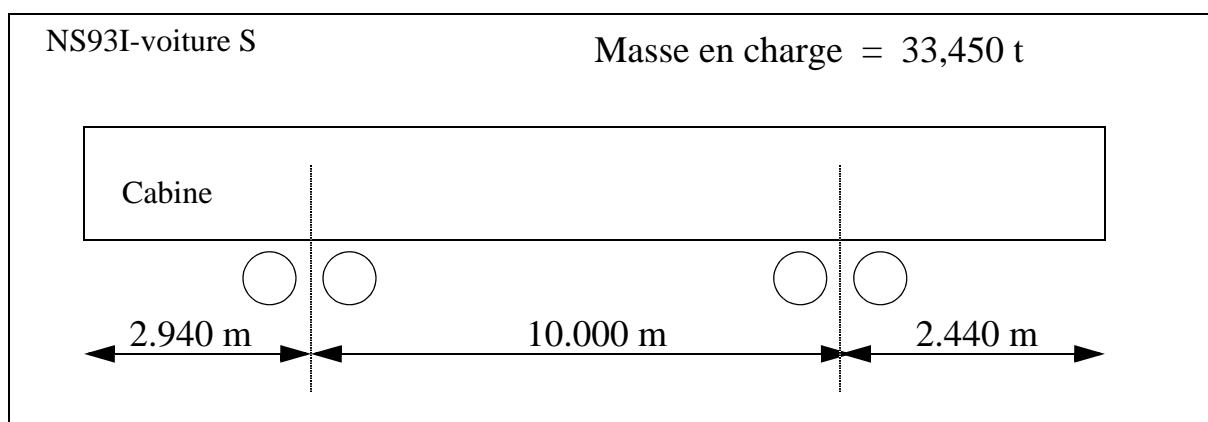 NS93I-voiture S
Masse en charge = 33,450 t
Cabine
2.940 m
10.000 m
2.440 m